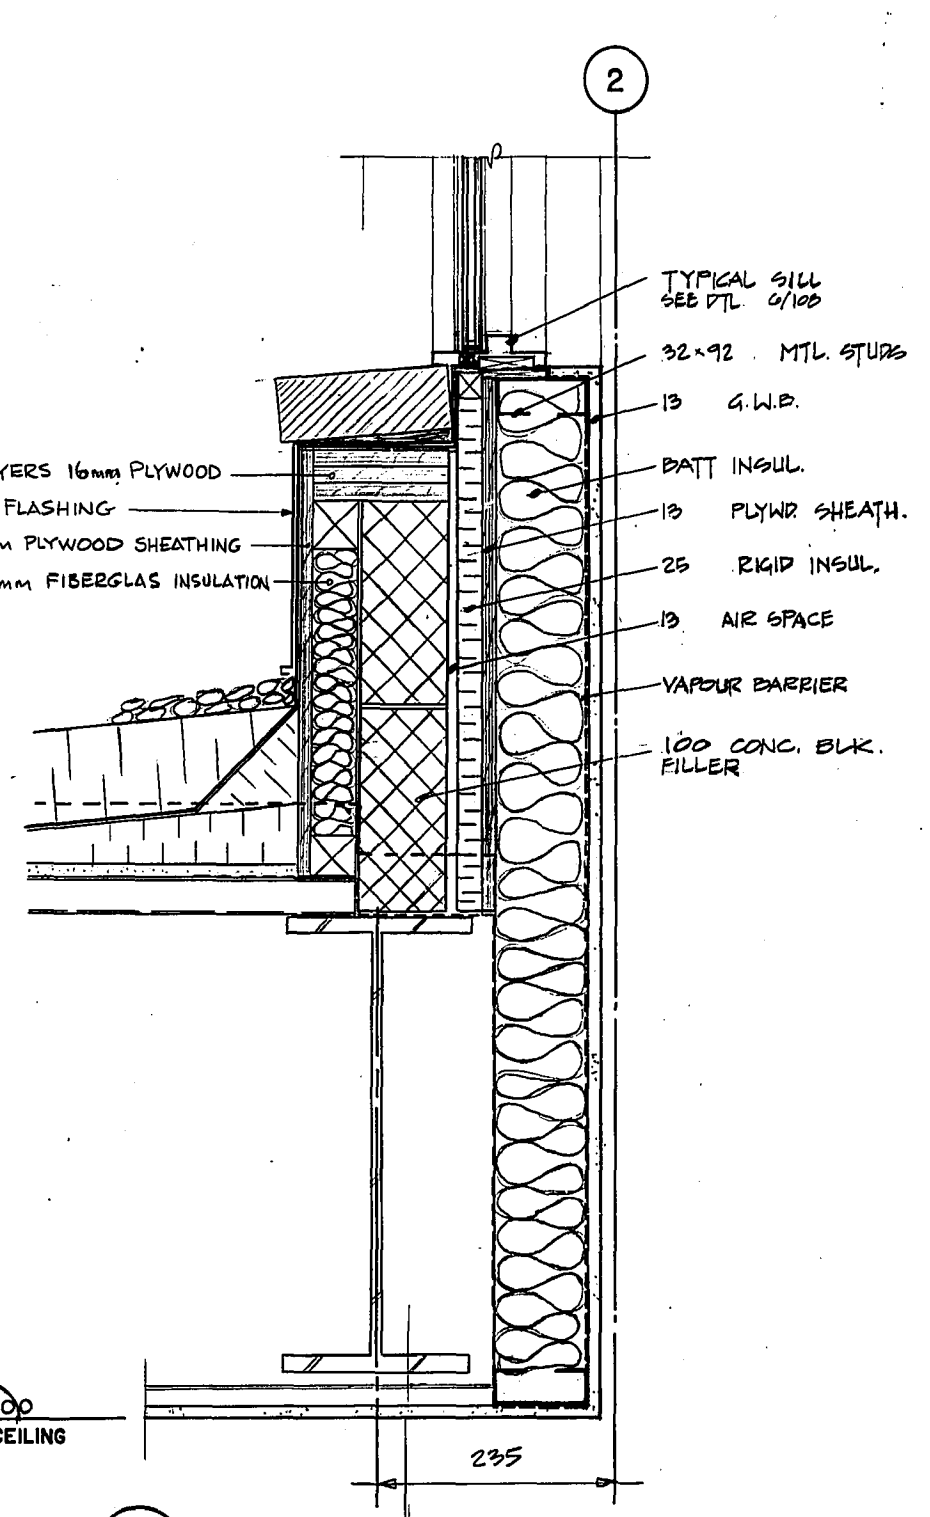 2
TYPICAL SILL
SEE DTL. 6/108
32×92 MTL. STUDS
13 G.W.B.
YERS 16mm PLYWOOD
BATT INSUL.
FLASHING
13 PLYWD. SHEATH.
m PLYWOOD SHEATHING
25 RIGID INSUL.
mm FIBERGLAS INSULATION
13 AIR SPACE
VAPOUR BARRIER
100 CONC. BLK.
FILLER
CEILING
235